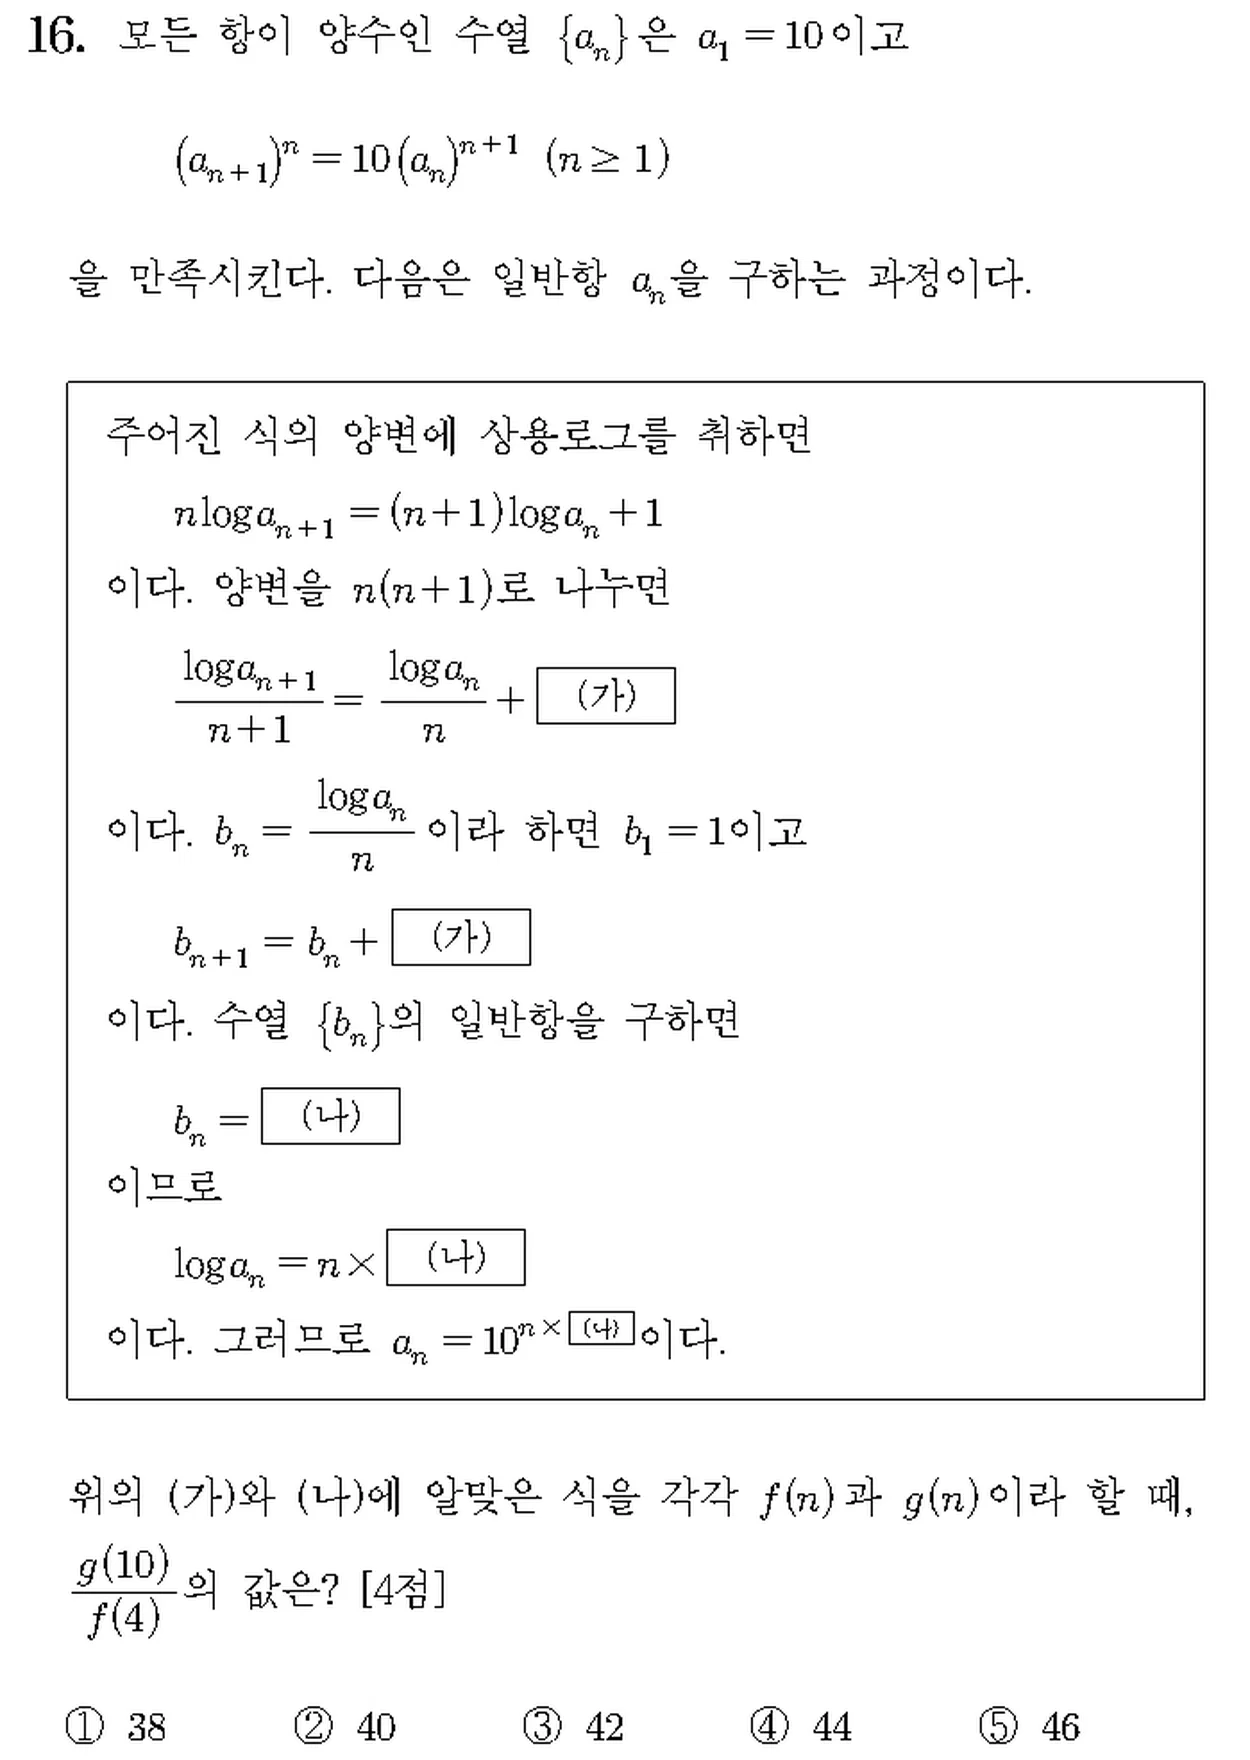 16. 모든 항이 양수인 수열 {aₙ}은 a₁ = 10이고
(aₙ₊₁)ⁿ = 10(aₙ)ⁿ⁺¹ (n ≥ 1)
을 만족시킨다. 다음은 일반항 aₙ을 구하는 과정이다.
주어진 식의 양변에 상용로그를 취하면
nlogaₙ₊₁ = (n+1)logaₙ + 1
이다. 양변을 n(n+1)로 나누면
logaₙ₊₁/(n+1) = logaₙ/n + (가)
이다. bₙ = logaₙ/n 이라 하면 b₁ = 1이고
bₙ₊₁ = bₙ + (가)
이다. 수열 {bₙ}의 일반항을 구하면
bₙ = (나)
이므로
logaₙ = n × (나)
이다. 그러므로 aₙ = 10^(n × (나))이다.
위의 (가)와 (나)에 알맞은 식을 각각 f(n)과 g(n)이라 할 때,
g(10)/f(4)의 값은? [4점]
① 38 ② 40 ③ 42 ④ 44 ⑤ 46